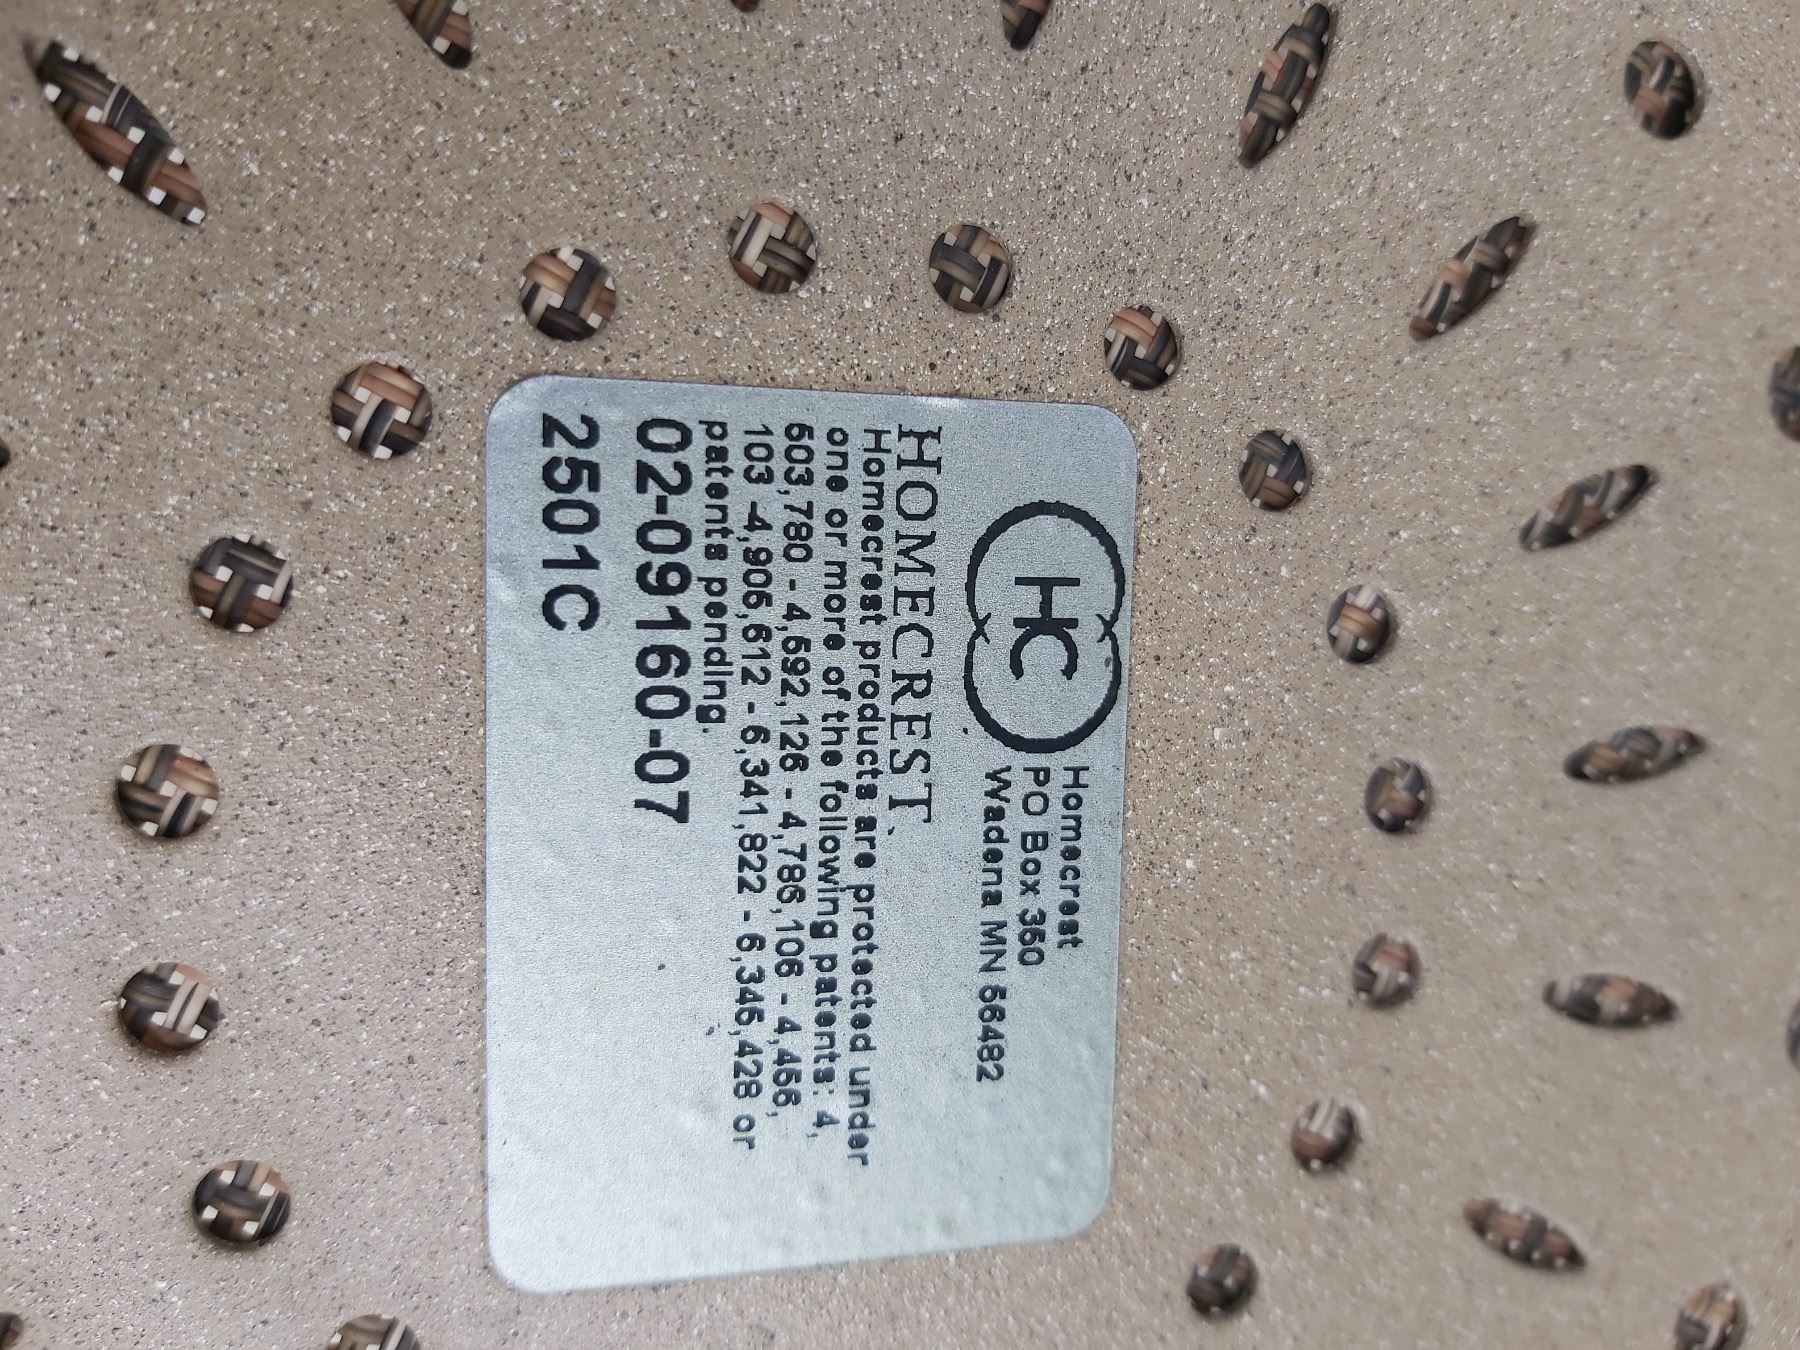 HC
Homecrest
PO Box 350
Wadena MN 56482
HOMECREST.
Homecrest products are protected under
one or more of the following patents: 4,
603,780 - 4,692,126 - 4,786,106 - 4,456,
103 -4,906,612 - 6,341,822 - 6,346,428 or
patents pending.
02-09160-07
2501C